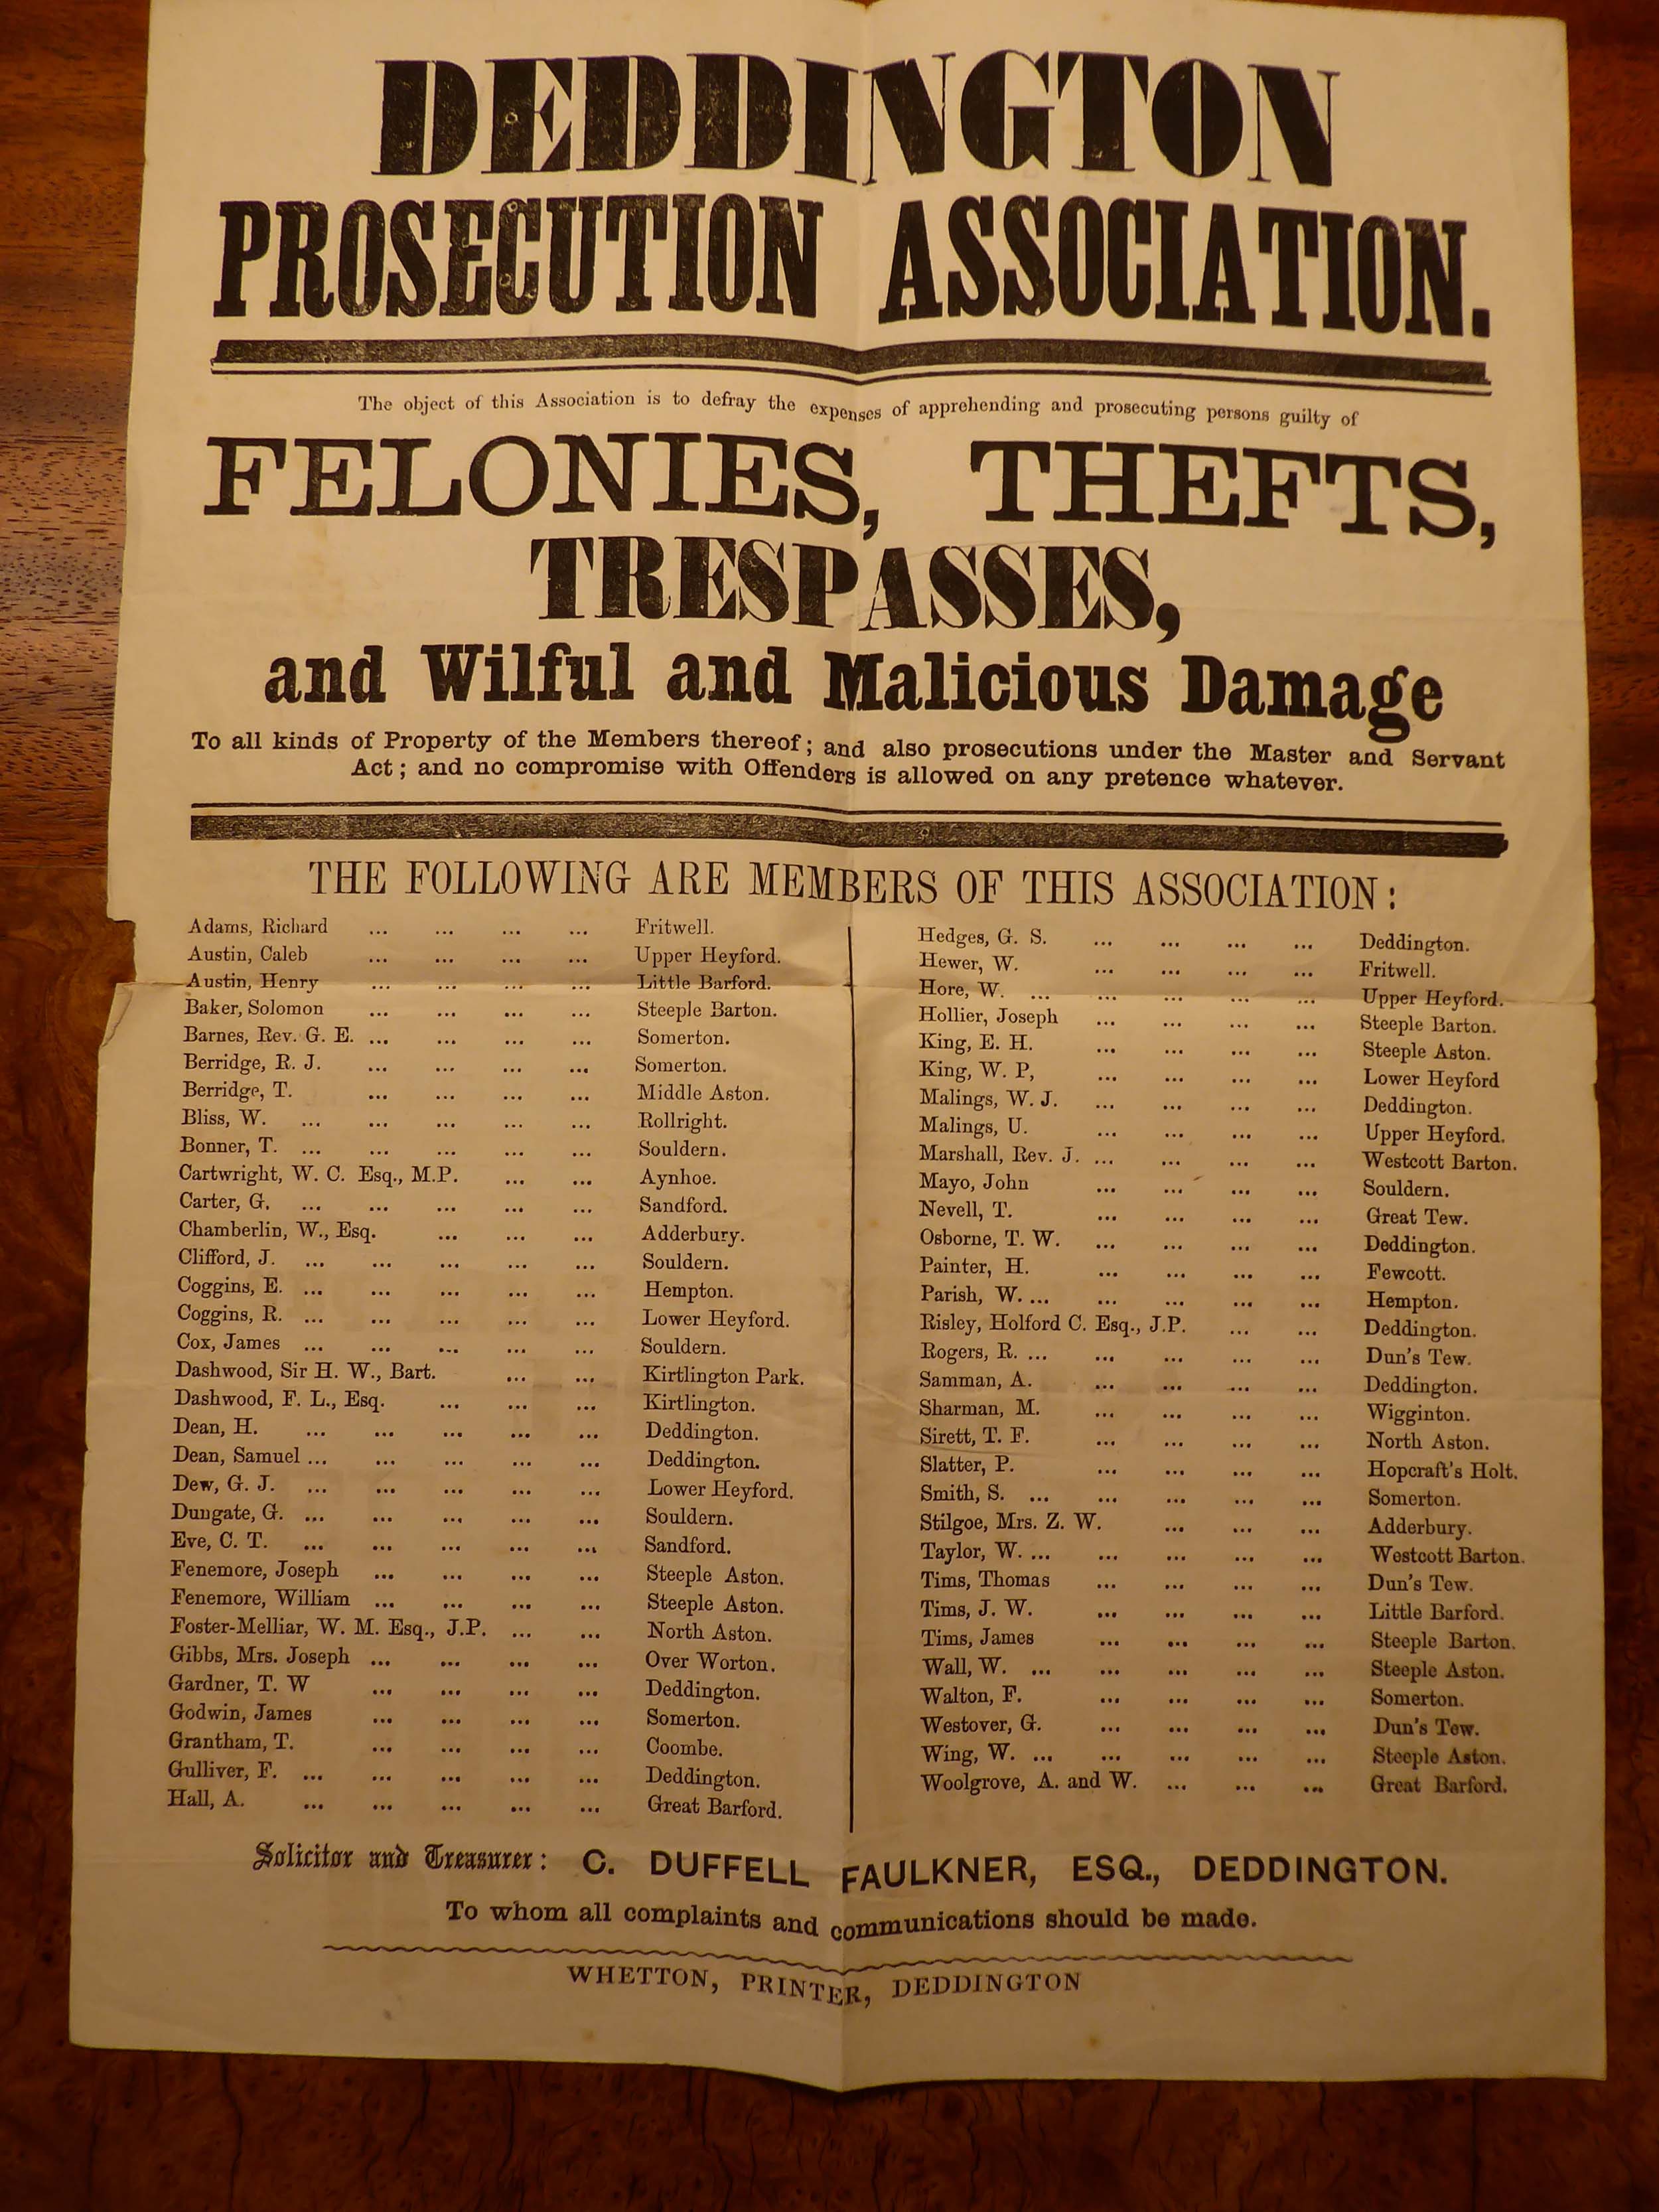 DEDDINGTON
PROSECUTION ASSOCIATION.
The object of this Association is to defray the expenses of apprehending and prosecuting persons guilty of
FELONIES, THEFTS,
TRESPASSES,
and Wilful and Malicious Damage
To all kinds of Property of the Members thereof; and also prosecutions under the Master and Servant
Act; and no compromise with Offenders is allowed on any pretence whatever.
THE FOLLOWING ARE MEMBERS OF THIS ASSOCIATION:
Adams, Richard ... ... ... ... Fritwell.
Austin, Caleb ... ... ... ... Upper Heyford.
Austin, Henry ... ... ... ... Little Barford.
Baker, Solomon ... ... ... ... Steeple Barton.
Barnes, Rev. G. E. ... ... ... ... Somerton.
Berridge, R. J. ... ... ... ... Somerton.
Berridge, T. ... ... ... ... Middle Aston.
Bliss, W. ... ... ... ... ... Rollright.
Bonner, T. ... ... ... ... ... Souldern.
Cartwright, W. C. Esq., M.P. ... ... Aynhoe.
Carter, G. ... ... ... ... ... Sandford.
Chamberlin, W., Esq. ... ... ... Adderbury.
Clifford, J. ... ... ... ... ... Souldern.
Coggins, E. ... ... ... ... ... Hempton.
Coggins, R. ... ... ... ... ... Lower Heyford.
Cox, James ... ... ... ... ... Souldern.
Dashwood, Sir H. W., Bart. ... ... Kirtlington Park.
Dashwood, F. L., Esq. ... ... ... Kirtlington.
Dean, H. ... ... ... ... ... Deddington.
Dean, Samuel ... ... ... ... ... Deddington.
Dew, G. J. ... ... ... ... ... Lower Heyford.
Dungate, G. ... ... ... ... ... Souldern.
Eve, C. T. ... ... ... ... ... Sandford.
Fenemore, Joseph ... ... ... ... Steeple Aston.
Fenemore, William ... ... ... ... Steeple Aston.
Foster-Melliar, W. M. Esq., J.P. ... ... North Aston.
Gibbs, Mrs. Joseph ... ... ... ... Over Worton.
Gardner, T. W ... ... ... ... Deddington.
Godwin, James ... ... ... ... Somerton.
Grantham, T. ... ... ... ... Coombe.
Gulliver, F. ... ... ... ... ... Deddington.
Hall, A. ... ... ... ... ... Great Barford.
Hedges, G. S. ... ... ... ... Deddington.
Hewer, W. ... ... ... ... Fritwell.
Hore, W. ... ... ... ... ... Upper Heyford.
Hollier, Joseph ... ... ... ... Steeple Barton.
King, E. H. ... ... ... ... Steeple Aston.
King, W. P, ... ... ... ... Lower Heyford
Malings, W. J. ... ... ... ... Deddington.
Malings, U. ... ... ... ... Upper Heyford.
Marshall, Rev. J. ... ... ... ... Westcott Barton.
Mayo, John ... ... ... ... Souldern.
Nevell, T. ... ... ... ... Great Tew.
Osborne, T. W. ... ... ... ... Deddington.
Painter, H. ... ... ... ... Fewcott.
Parish, W. ... ... ... ... ... Hempton.
Risley, Holford C. Esq., J.P. ... ... Deddington.
Rogers, R. ... ... ... ... ... Dun's Tew.
Samman, A. ... ... ... ... Deddington.
Sharman, M. ... ... ... ... Wigginton.
Sirett, T. F. ... ... ... ... North Aston.
Slatter, P. ... ... ... ... Hopcraft's Holt.
Smith, S. ... ... ... ... ... Somerton.
Stilgoe, Mrs. Z. W. ... ... ... Adderbury.
Taylor, W. ... ... ... ... ... Westcott Barton.
Tims, Thomas ... ... ... ... Dun's Tew.
Tims, J. W. ... ... ... ... Little Barford.
Tims, James ... ... ... ... Steeple Barton.
Wall, W. ... ... ... ... ... Steeple Aston.
Walton, F. ... ... ... ... Somerton.
Westover, G. ... ... ... ... Dun's Tew.
Wing, W. ... ... ... ... ... Steeple Aston.
Woolgrove, A. and W. ... ... ... Great Barford.
Solicitor and Treasurer: C. DUFFELL FAULKNER, ESQ., DEDDINGTON.
To whom all complaints and communications should be made.
WHETTON, PRINTER, DEDDINGTON